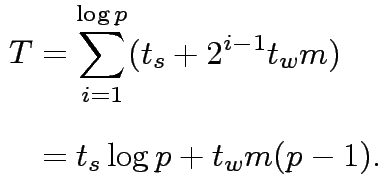 T = \sum_{i=1}^{\log p} (t_s + 2^{i-1} t_w m)
= t_s \log p + t_w m(p - 1).